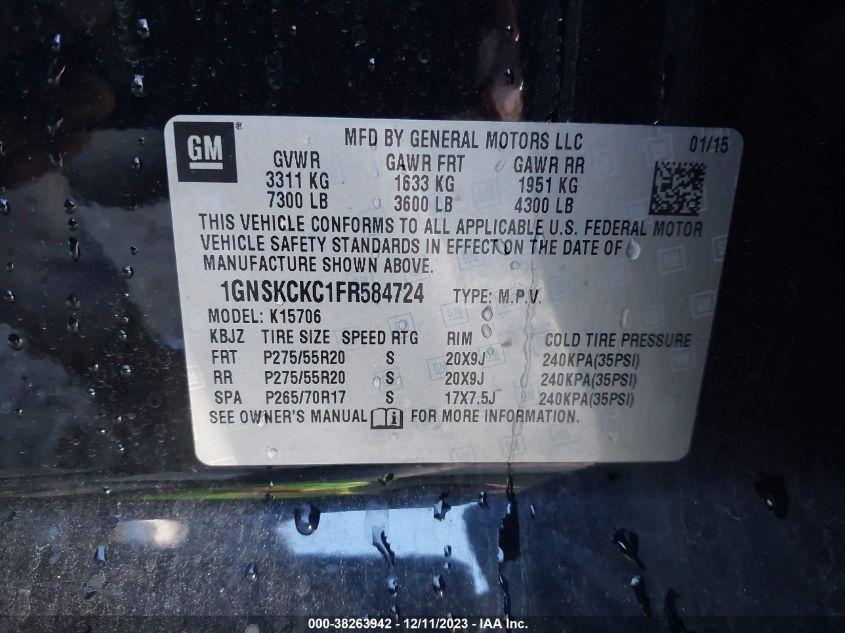 GM® MFD BY GENERAL MOTORS LLC 01/15
GVWR GAWR FRT GAWR RR
3311 KG 1633 KG 1951 KG
7300 LB 3600 LB 4300 LB
THIS VEHICLE CONFORMS TO ALL APPLICABLE U.S. FEDERAL MOTOR
VEHICLE SAFETY STANDARDS IN EFFECT ON THE DATE OF
MANUFACTURE SHOWN ABOVE.
1GNSKCKC1FR584724 TYPE: M.P.V.
MODEL: K15706
KBJZ TIRE SIZE SPEED RTG RIM COLD TIRE PRESSURE
FRT P275/55R20 S 20X9J 240KPA(35PSI)
RR P275/55R20 S 20X9J 240KPA(35PSI)
SPA P265/70R17 S 17X7.5J 240KPA(35PSI)
SEE OWNER'S MANUAL FOR MORE INFORMATION.
000-38263942 - 12/11/2023 - IAA Inc.